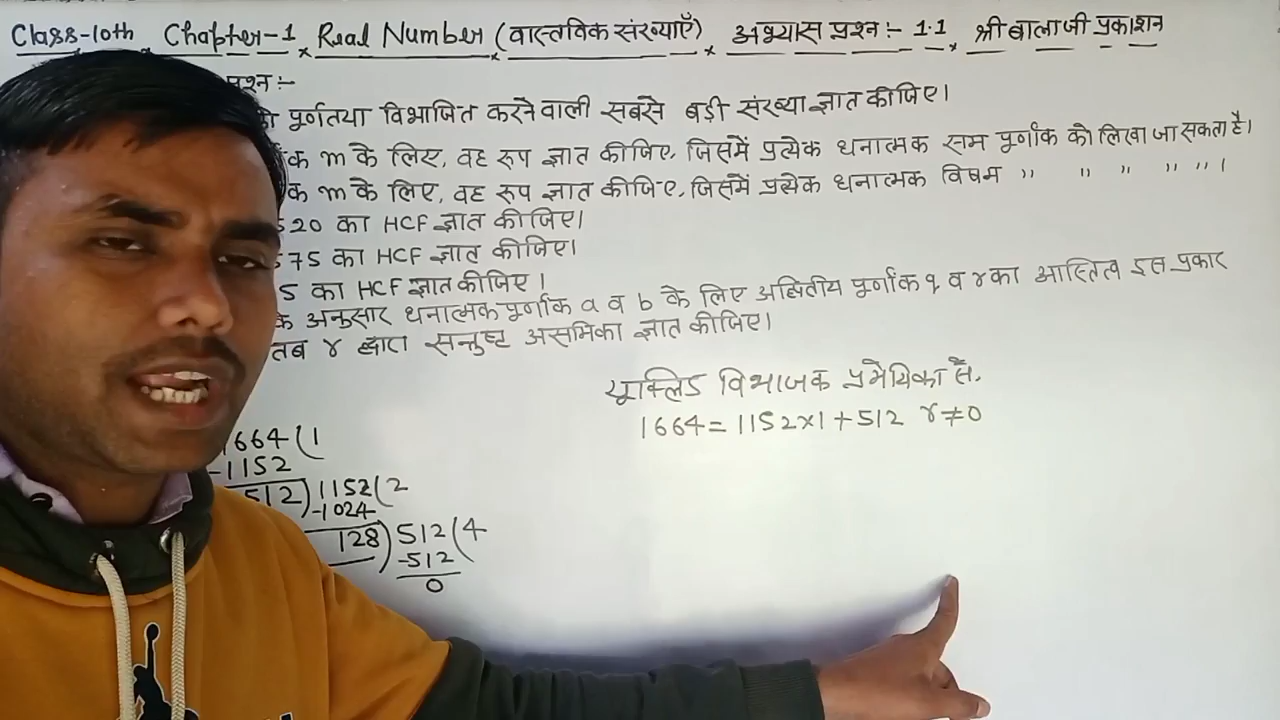 Class-10th Chapter-1 Real Number (वास्तविक संख्याएँ) अभ्यास प्रश्न :- 1.1 श्री बालाजी प्रकाशन
प्रश्न :-
पूर्णतया विभाजित करने वाली सबसे बड़ी संख्या ज्ञात कीजिए।
m के लिए, वह रूप ज्ञात कीजिए, जिसमें प्रत्येक धनात्मक सम पूर्णांक को लिखा जा सकता है।
m के लिए, वह रूप ज्ञात कीजिए, जिसमें प्रत्येक धनात्मक विषम " " " " "।
520 का HCF ज्ञात कीजिए।
575 का HCF ज्ञात कीजिए।
5 का HCF ज्ञात कीजिए।
के अनुसार धनात्मक पूर्णांक a व b के लिए अद्वितीय पूर्णांक q व r का अस्तित्व इस प्रकार
तब r द्वारा सन्तुष्ट असमिका ज्ञात कीजिए।
यूक्लिड विभाजक प्रमेयिका से,
1664 = 1152×1 + 512 r≠0
1664(1
-1152
512)1152(2
-1024
128)512(4
-512
0